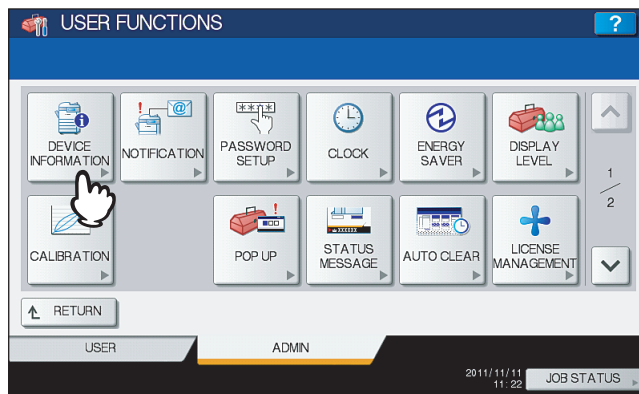 USER FUNCTIONS
?
DEVICE
INFORMATION
NOTIFICATION
PASSWORD
SETUP
CLOCK
ENERGY
SAVER
DISPLAY
LEVEL
1
2
CALIBRATION
POP UP
STATUS
MESSAGE
AUTO CLEAR
LICENSE
MANAGEMENT
RETURN
USER
ADMIN
2011/11/11
11:22
JOB STATUS